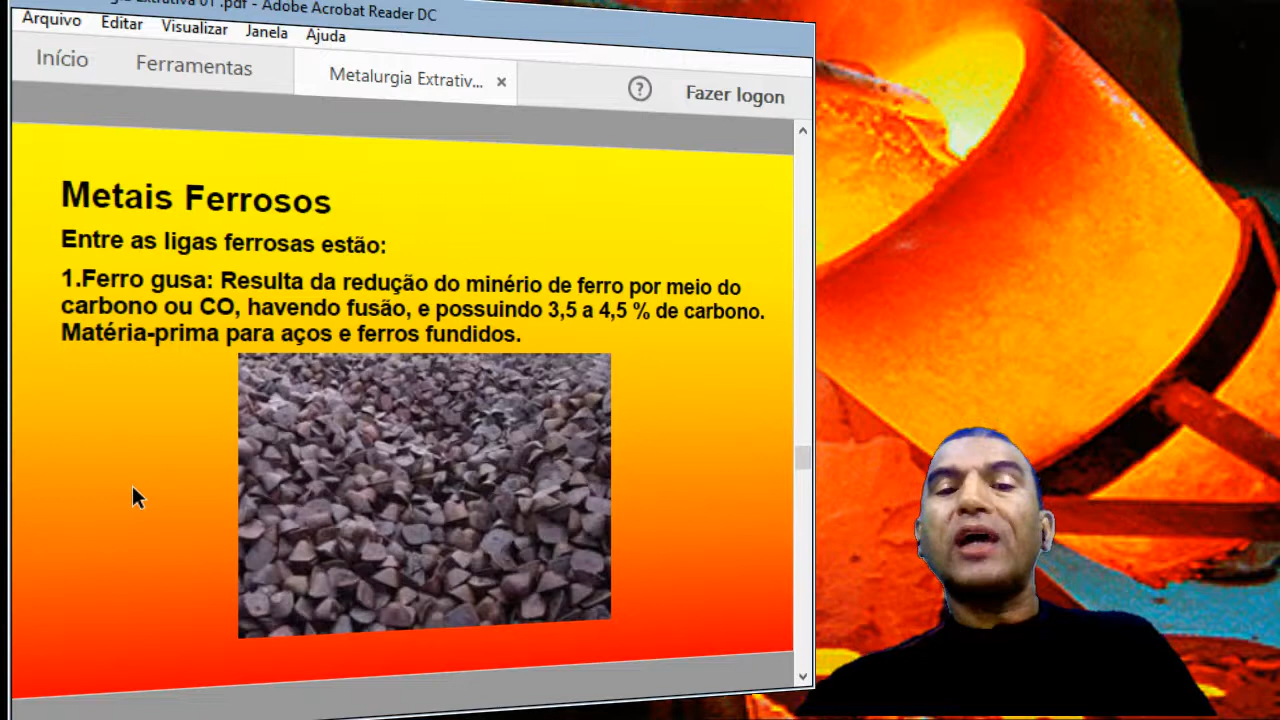 01 .pdf - Adobe Acrobat Reader DC
Arquivo Editar Visualizar Janela Ajuda
Início Ferramentas Metalurgia Extrativ... × ? Fazer logon
Metais Ferrosos
Entre as ligas ferrosas estão:
1.Ferro gusa: Resulta da redução do minério de ferro por meio do
carbono ou CO, havendo fusão, e possuindo 3,5 a 4,5 % de carbono.
Matéria-prima para aços e ferros fundidos.